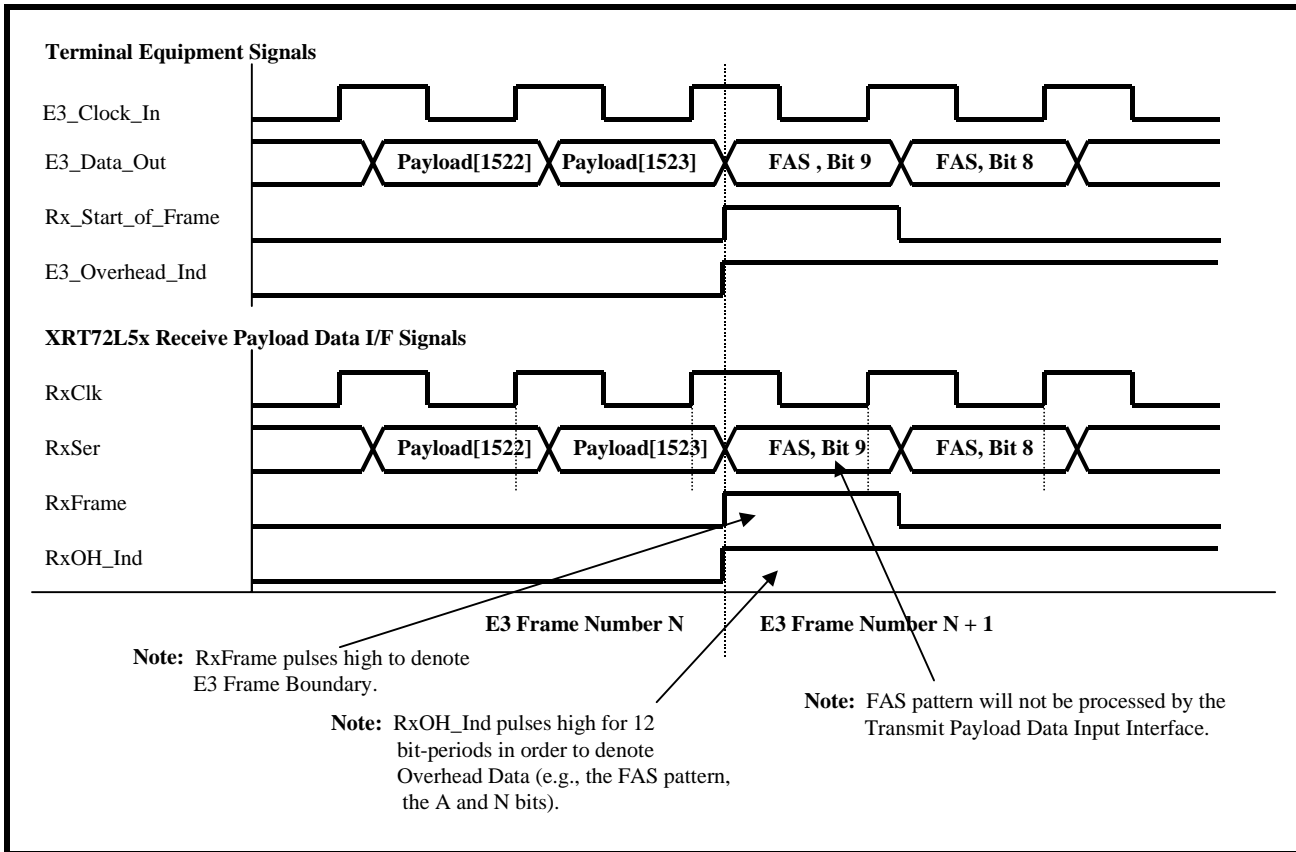 Terminal Equipment Signals
E3_Clock_In
E3_Data_Out
Payload[1522] Payload[1523] FAS , Bit 9 FAS, Bit 8
Rx_Start_of_Frame
E3_Overhead_Ind
XRT72L5x Receive Payload Data I/F Signals
RxClk
RxSer
Payload[1522] Payload[1523] FAS, Bit 9 FAS, Bit 8
RxFrame
RxOH_Ind
E3 Frame Number N E3 Frame Number N + 1
Note: RxFrame pulses high to denote
E3 Frame Boundary.
Note: RxOH_Ind pulses high for 12
bit-periods in order to denote
Overhead Data (e.g., the FAS pattern,
the A and N bits).
Note: FAS pattern will not be processed by the
Transmit Payload Data Input Interface.